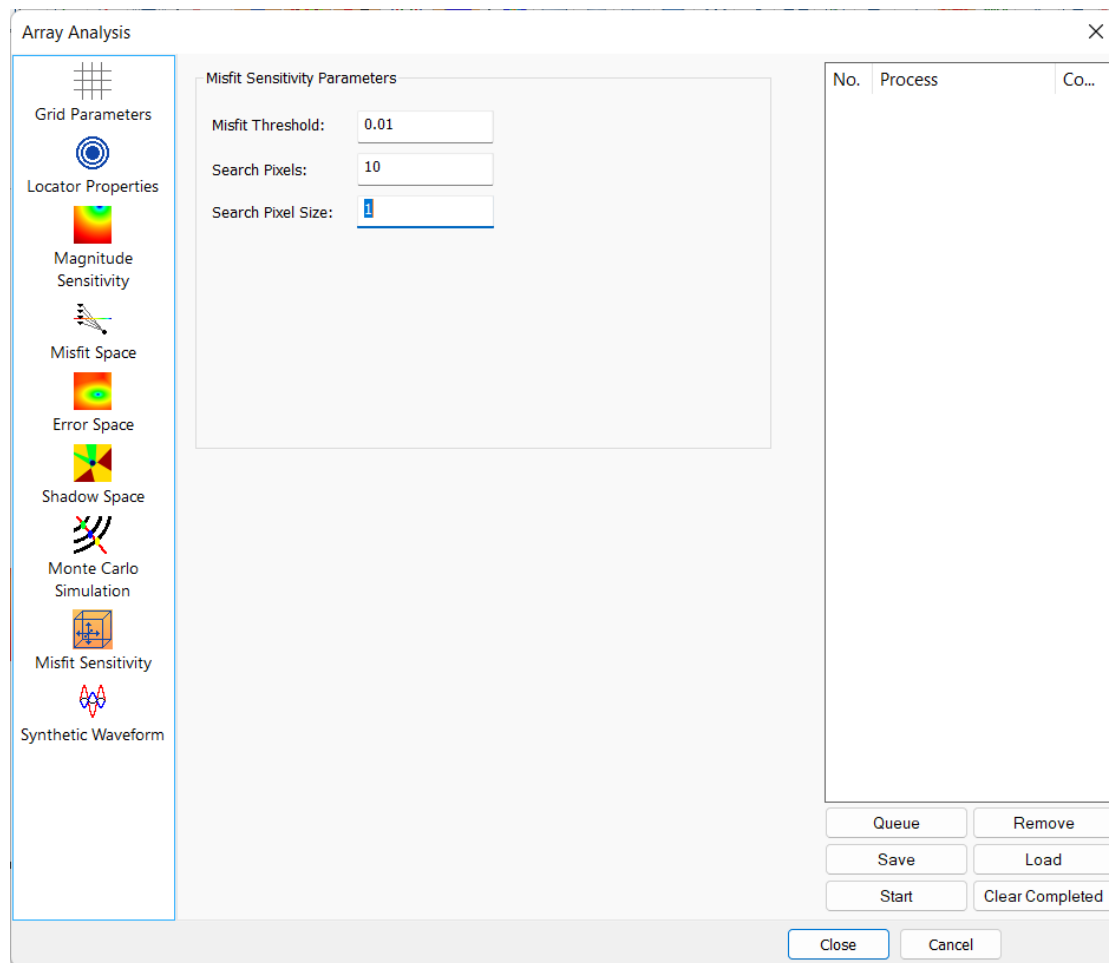 Array Analysis
Grid Parameters
Locator Properties
Magnitude
Sensitivity
Misfit Space
Error Space
Shadow Space
Monte Carlo
Simulation
Misfit Sensitivity
Synthetic Waveform
Misfit Sensitivity Parameters
Misfit Threshold: 0.01
Search Pixels: 10
Search Pixel Size: 1
No. Process Co...
Queue Remove
Save Load
Start Clear Completed
Close Cancel